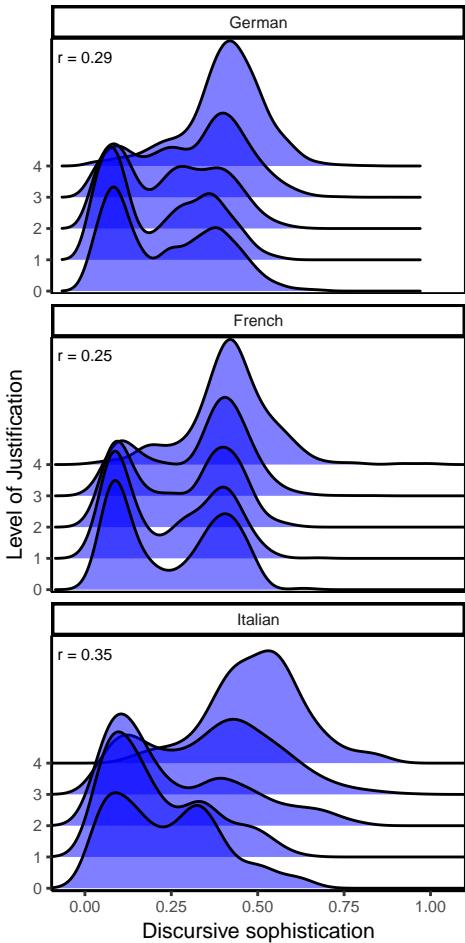 German
r = 0.29
4
3
2
1
0
French
r = 0.25
4
3
2
1
0
Italian
r = 0.35
4
3
2
1
0
0.00 0.25 0.50 0.75 1.00
Discursive sophistication
Level of Justification